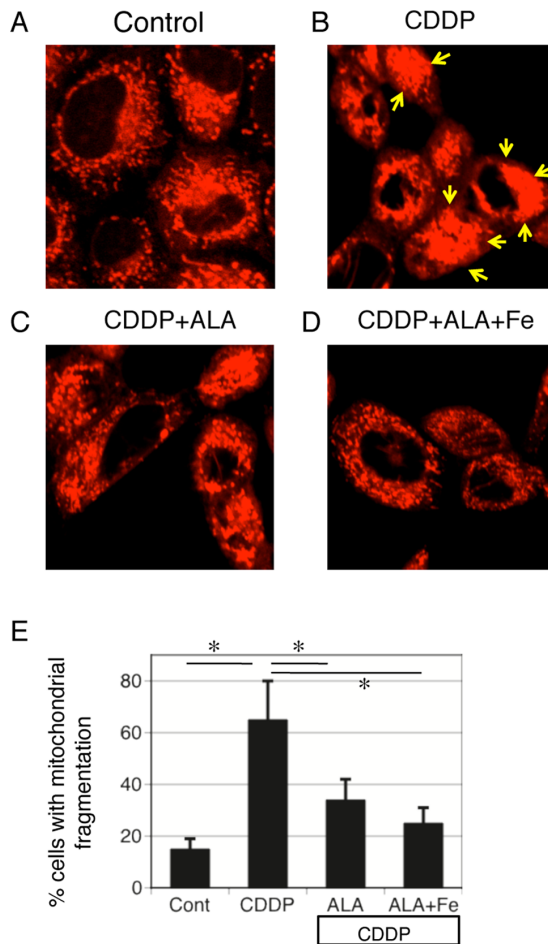 A Control
B CDDP
C CDDP+ALA
D CDDP+ALA+Fe
E
% cells with mitochondrial
fragmentation
80
60
40
20
0
*
*
*
Cont CDDP ALA ALA+Fe
CDDP